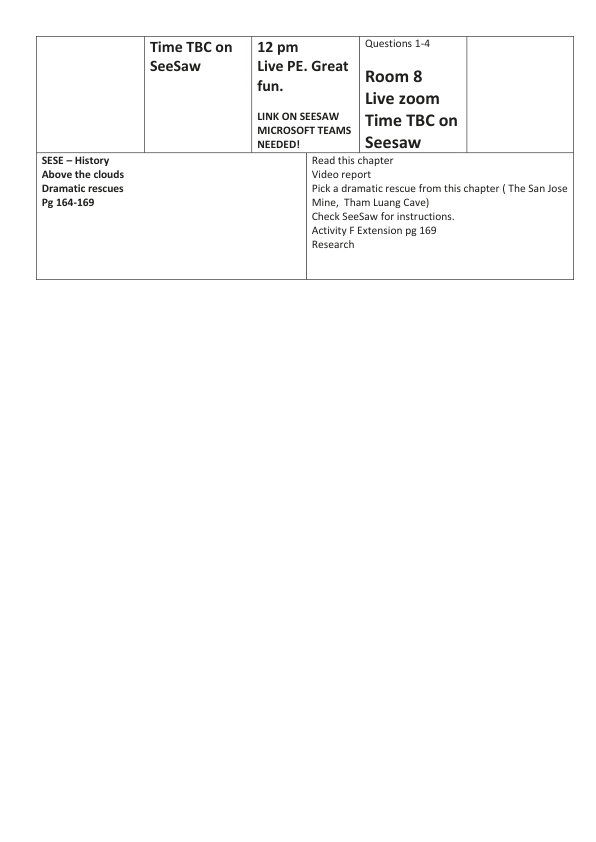 Time TBC on
SeeSaw
12 pm
Live PE. Great
fun.
LINK ON SEESAW
MICROSOFT TEAMS
NEEDED!
Questions 1-4
Room 8
Live zoom
Time TBC on
Seesaw
SESE – History
Above the clouds
Dramatic rescues
Pg 164-169
Read this chapter
Video report
Pick a dramatic rescue from this chapter ( The San Jose
Mine,  Tham Luang Cave)
Check SeeSaw for instructions.
Activity F Extension pg 169
Research